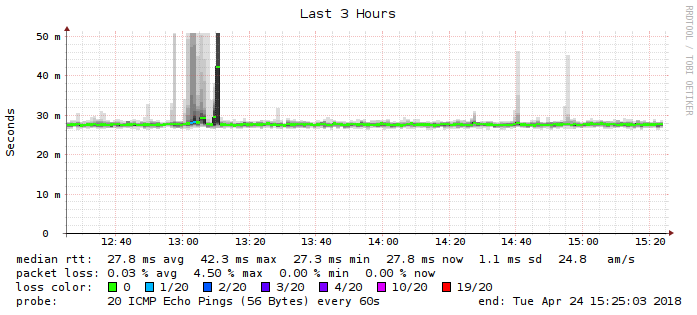 Last 3 Hours
RRDTOOL / TOBI OETIKER
Seconds
50 m
40 m
30 m
20 m
10 m
0
12:40 13:00 13:20 13:40 14:00 14:20 14:40 15:00 15:20
median rtt: 27.8 ms avg 42.3 ms max 27.3 ms min 27.8 ms now 1.1 ms sd 24.8 am/s
packet loss: 0.03 % avg 4.50 % max 0.00 % min 0.00 % now
loss color: 0 1/20 2/20 3/20 4/20 10/20 19/20
probe: 20 ICMP Echo Pings (56 Bytes) every 60s end: Tue Apr 24 15:25:03 2018